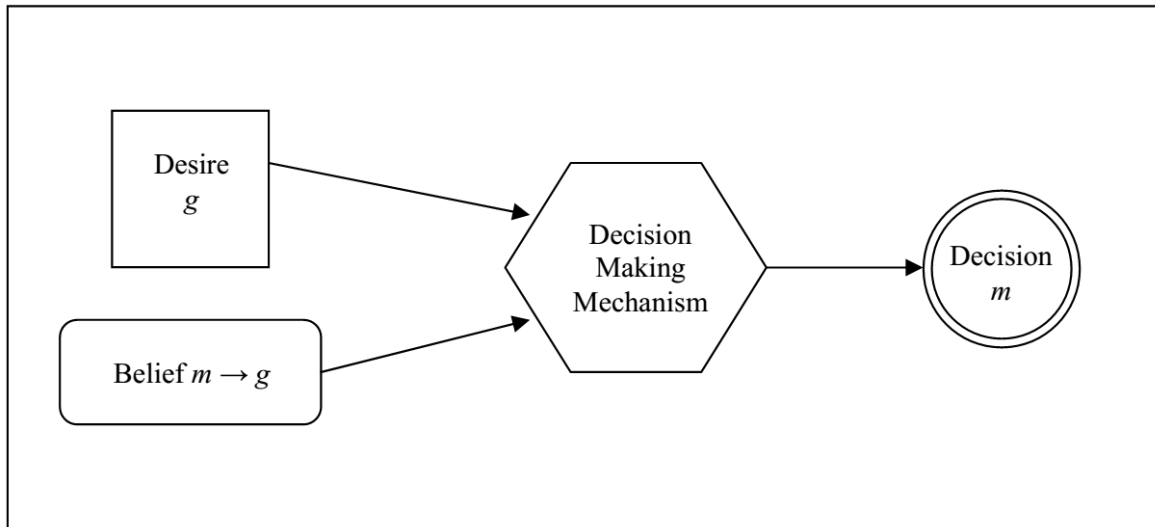 Desire
g
Belief m → g
Decision
Making
Mechanism
Decision
m